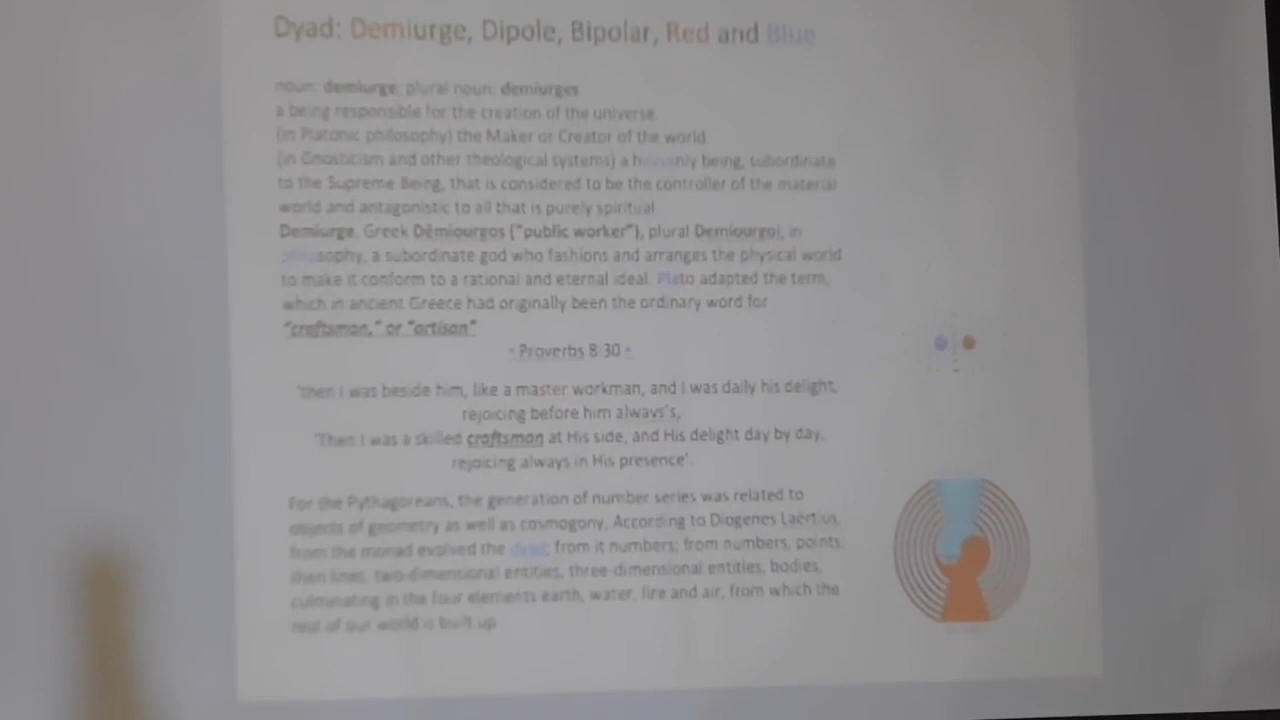 Dyad: Demiurge, Dipole, Bipolar, Red and Blue
noun: demiurge; plural noun: demiurges
a being responsible for the creation of the universe
(in Platonic philosophy) the Maker or Creator of the world
(in Gnosticism and other theological systems) a heavenly being, subordinate
to the Supreme Being, that is considered to be the controller of the material
world and antagonistic to all that is purely spiritual
Demiurge, Greek Dēmiourgos ("public worker"), plural Demiourgoi, in
philosophy, a subordinate god who fashions and arranges the physical world
to make it conform to a rational and eternal ideal. Plato adapted the term,
which in ancient Greece had originally been the ordinary word for
"craftsman," or "artisan"
- Proverbs 8:30 -
'then I was beside him, like a master workman, and I was daily his delight,
rejoicing before him always's,
'Then I was a skilled craftsman at His side, and His delight day by day,
rejoicing always in His presence'.
For the Pythagoreans, the generation of number series was related to
objects of geometry as well as cosmogony. According to Diogenes Laertius,
from the monad evolved the dyad; from it numbers; from numbers, points;
then lines, two-dimensional entities, three-dimensional entities, bodies,
culminating in the four elements earth, water, fire and air, from which the
rest of our world is built up